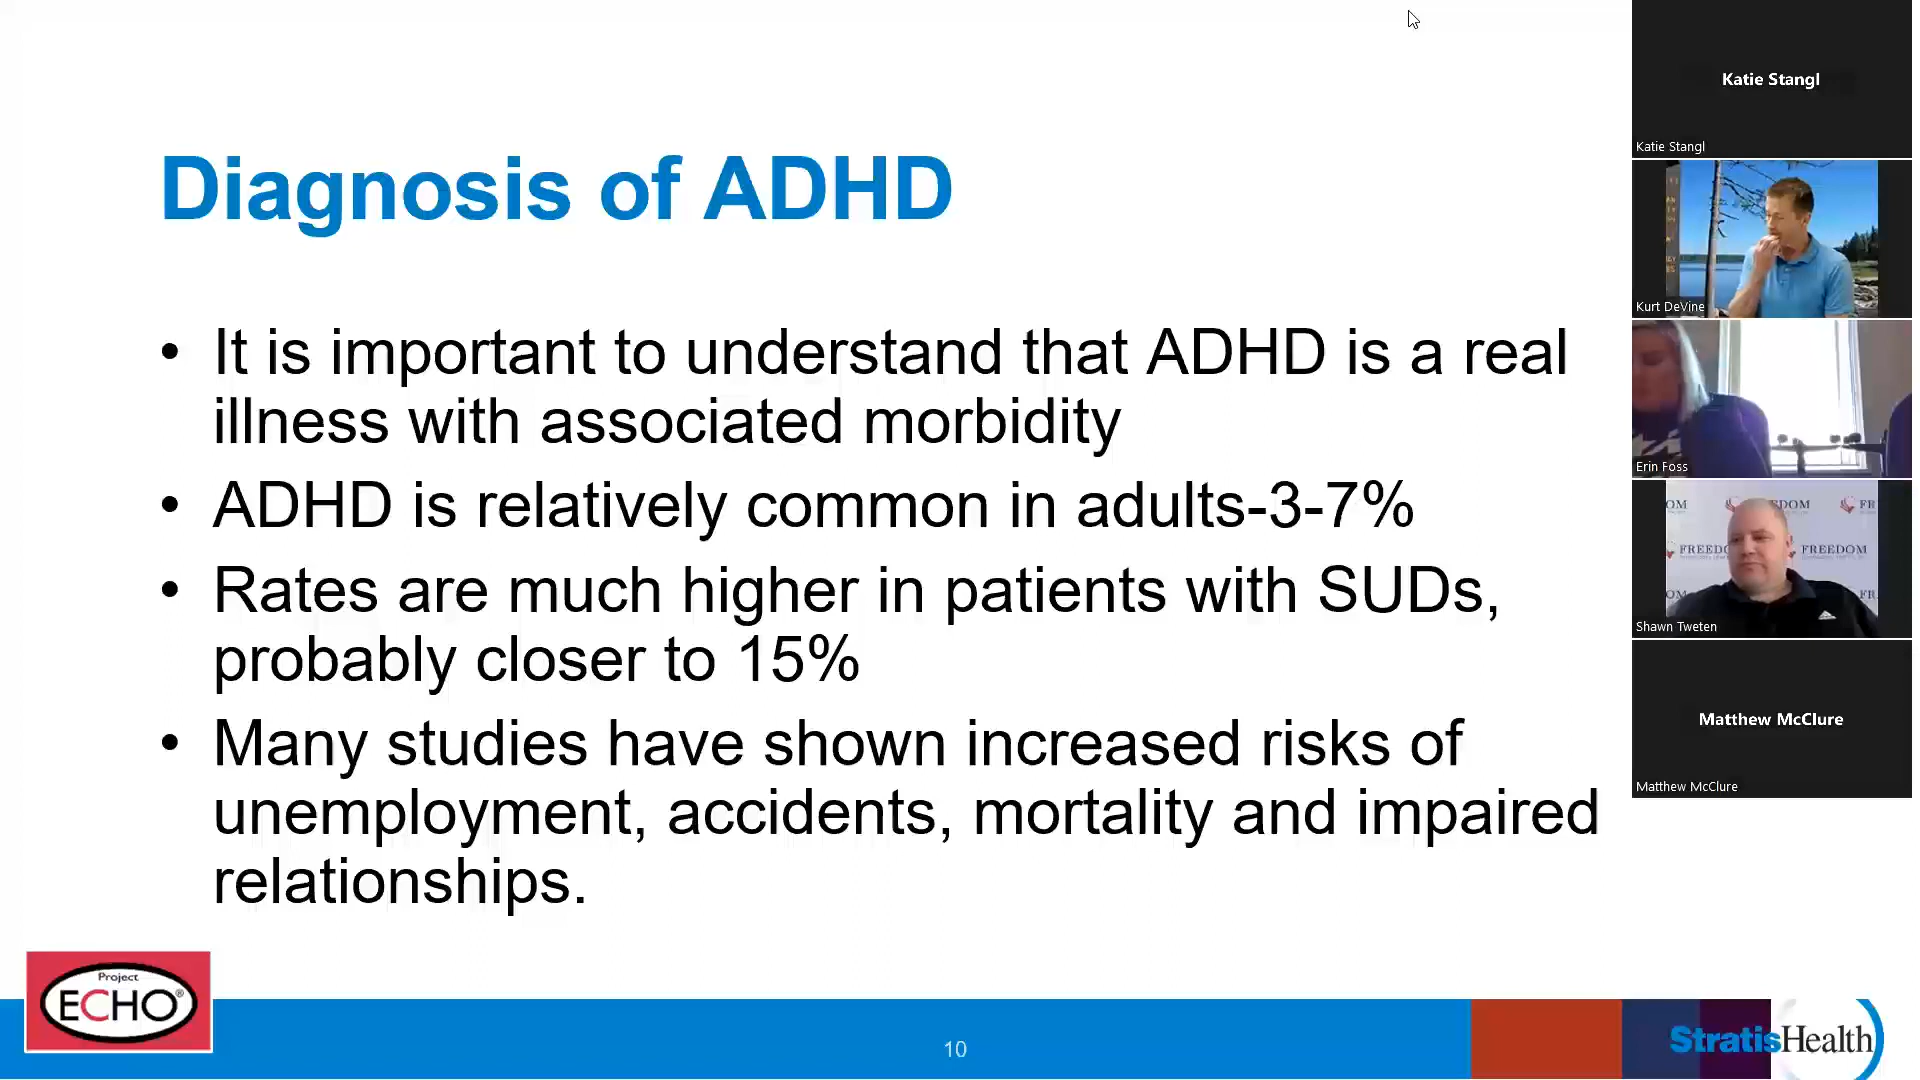 Diagnosis of ADHD
• It is important to understand that ADHD is a real
illness with associated morbidity
• ADHD is relatively common in adults-3-7%
• Rates are much higher in patients with SUDs,
probably closer to 15%
• Many studies have shown increased risks of
unemployment, accidents, mortality and impaired
relationships.
Project
ECHO®
10
StratisHealth
Katie Stangl
Katie Stangl
Kurt DeVine
Erin Foss
FREEDOM
Shawn Tweten
Matthew McClure
Matthew McClure